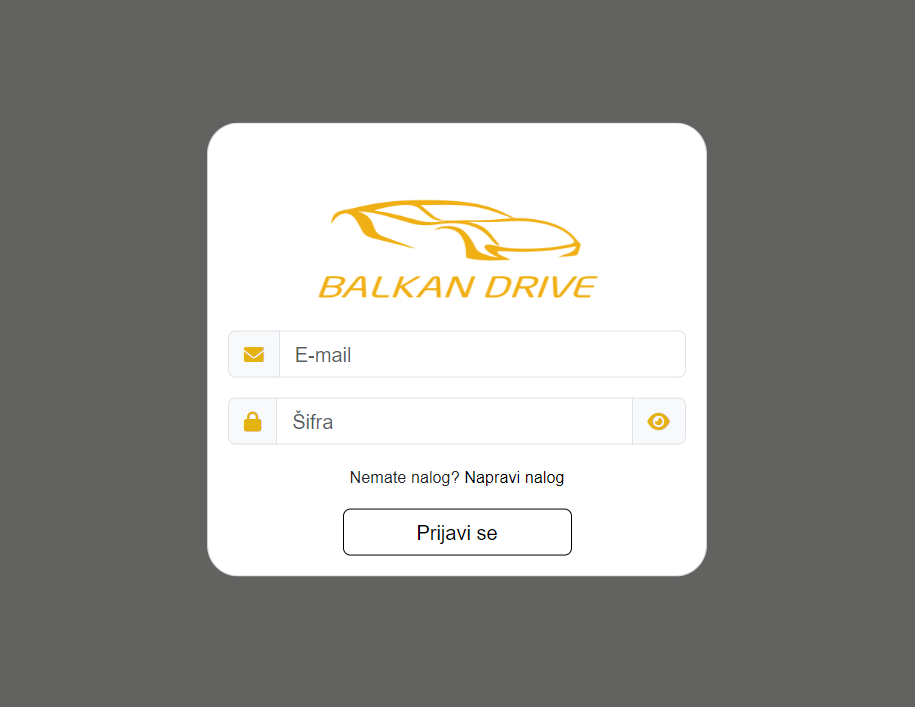 BALKAN DRIVE
E-mail
Šifra
Nemate nalog? Napravi nalog
Prijavi se